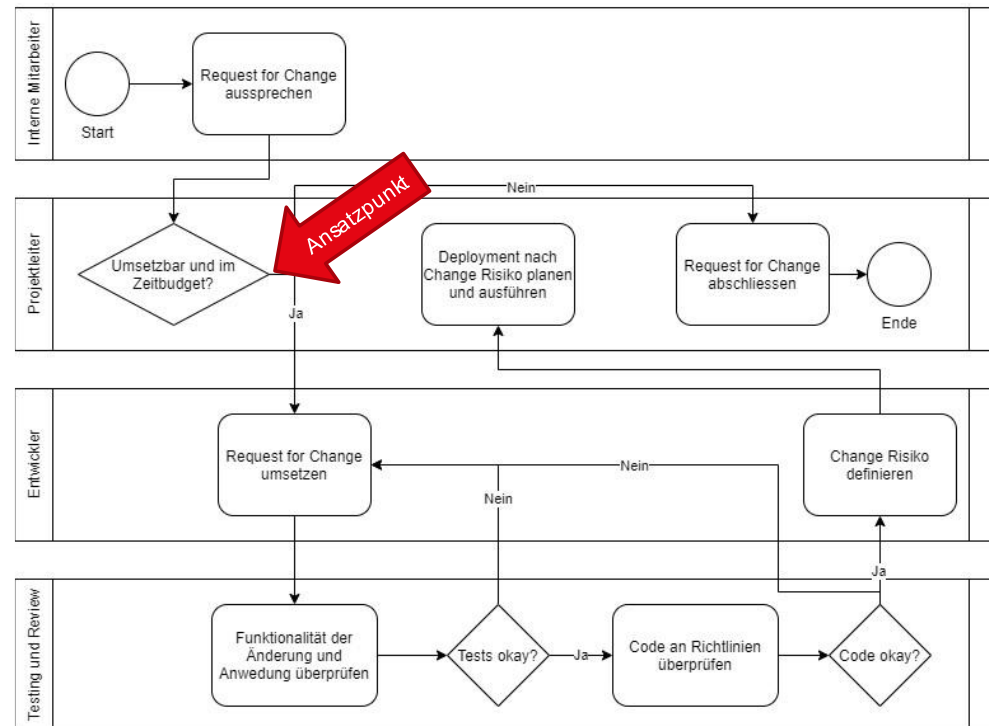 Interne Mitarbeiter
Request for Change
aussprechen
Start
Projektleiter
Ansatzpunkt
Nein
Umsetzbar und im
Zeitbudget?
Ja
Deployment nach
Change Risiko planen
und ausführen
Request for Change
abschliessen
Ende
Entwickler
Request for Change
umsetzen
Nein
Nein
Change Risiko
definieren
Ja
Testing und Review
Funktionalität der
Änderung und
Anwedung überprüfen
Tests okay?
Ja
Code an Richtlinien
überprüfen
Code okay?